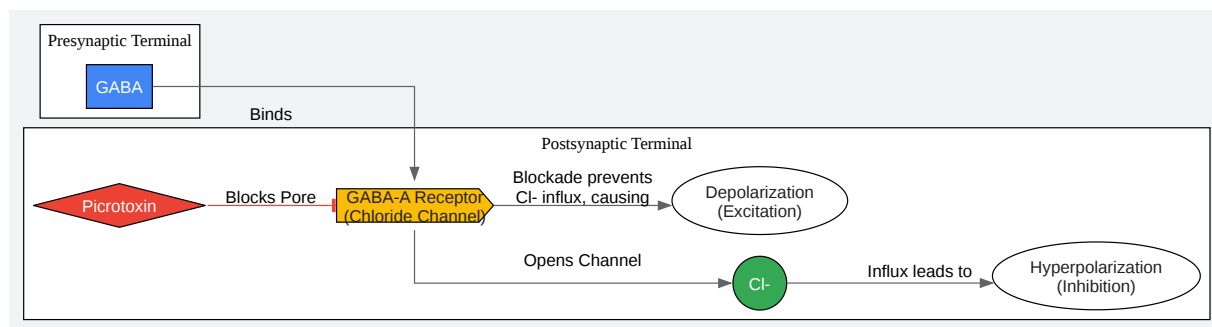 Presynaptic Terminal
GABA
Binds
Postsynaptic Terminal
Picrotoxin
Blocks Pore
GABA-A Receptor
(Chloride Channel)
Blockade prevents
Cl- influx, causing
Depolarization
(Excitation)
Opens Channel
Cl-
Influx leads to
Hyperpolarization
(Inhibition)